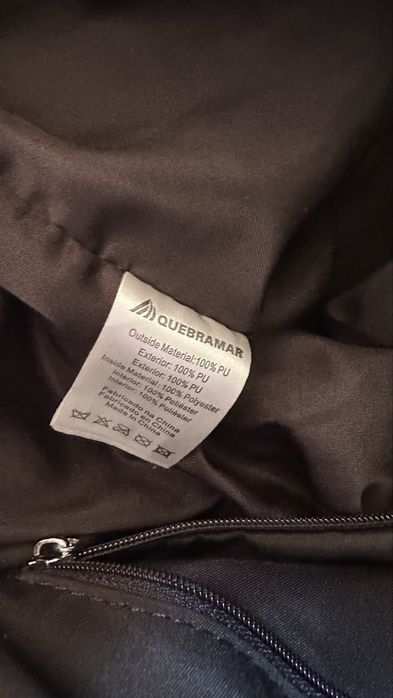 QUEBRAMAR
Outside Material:100% PU
Exterior: 100% PU
Exterior: 100% PU
Inside Material: 100% Polyester
Interior: 100% Poliéster
Interior: 100% Poliéster
Fabricado na China
Fabricado en China
Made in China